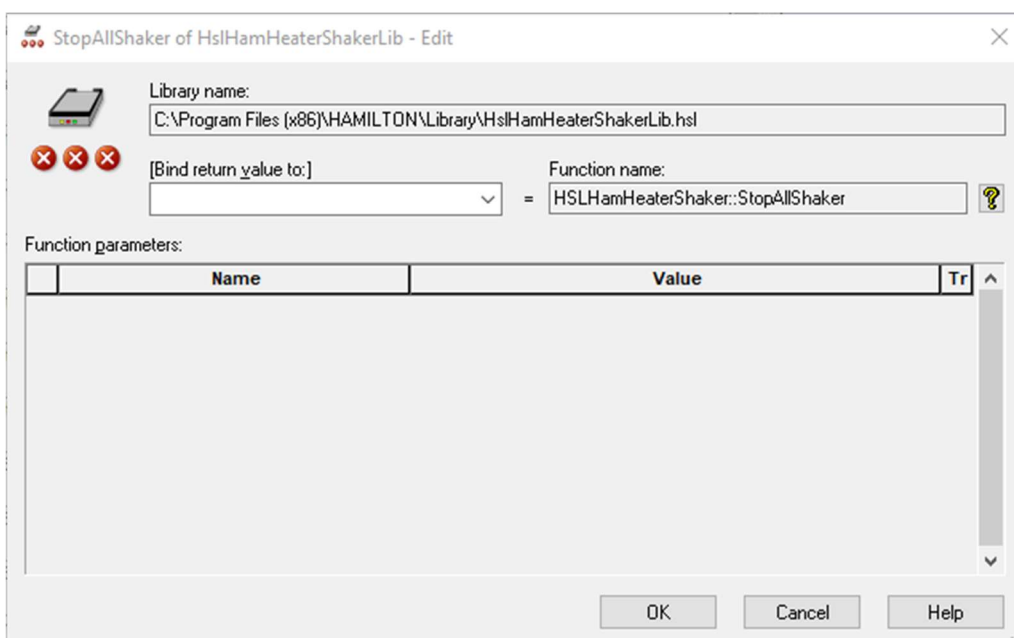 StopAllShaker of HslHamHeaterShakerLib - Edit
Library name:
C:\Program Files (x86)\HAMILTON\Library\HslHamHeaterShakerLib.hsl
[Bind return value to:] Function name:
= HSLHamHeaterShaker::StopAllShaker
Function parameters:
Name Value Tr
OK Cancel Help